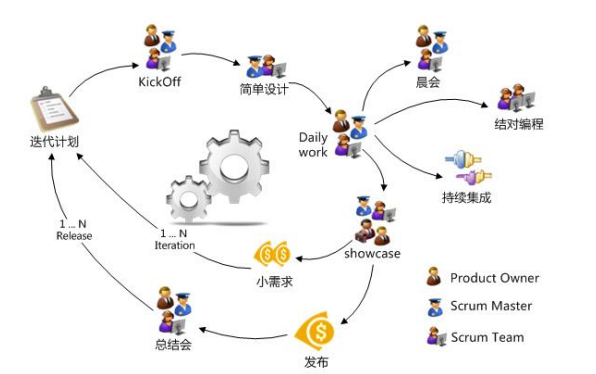 KickOff
简单设计
晨会
迭代计划
Daily
work
结对编程
持续集成
1 ... N
Release
1 ... N
Iteration
小需求
showcase
Product Owner
Scrum Master
Scrum Team
总结会
发布